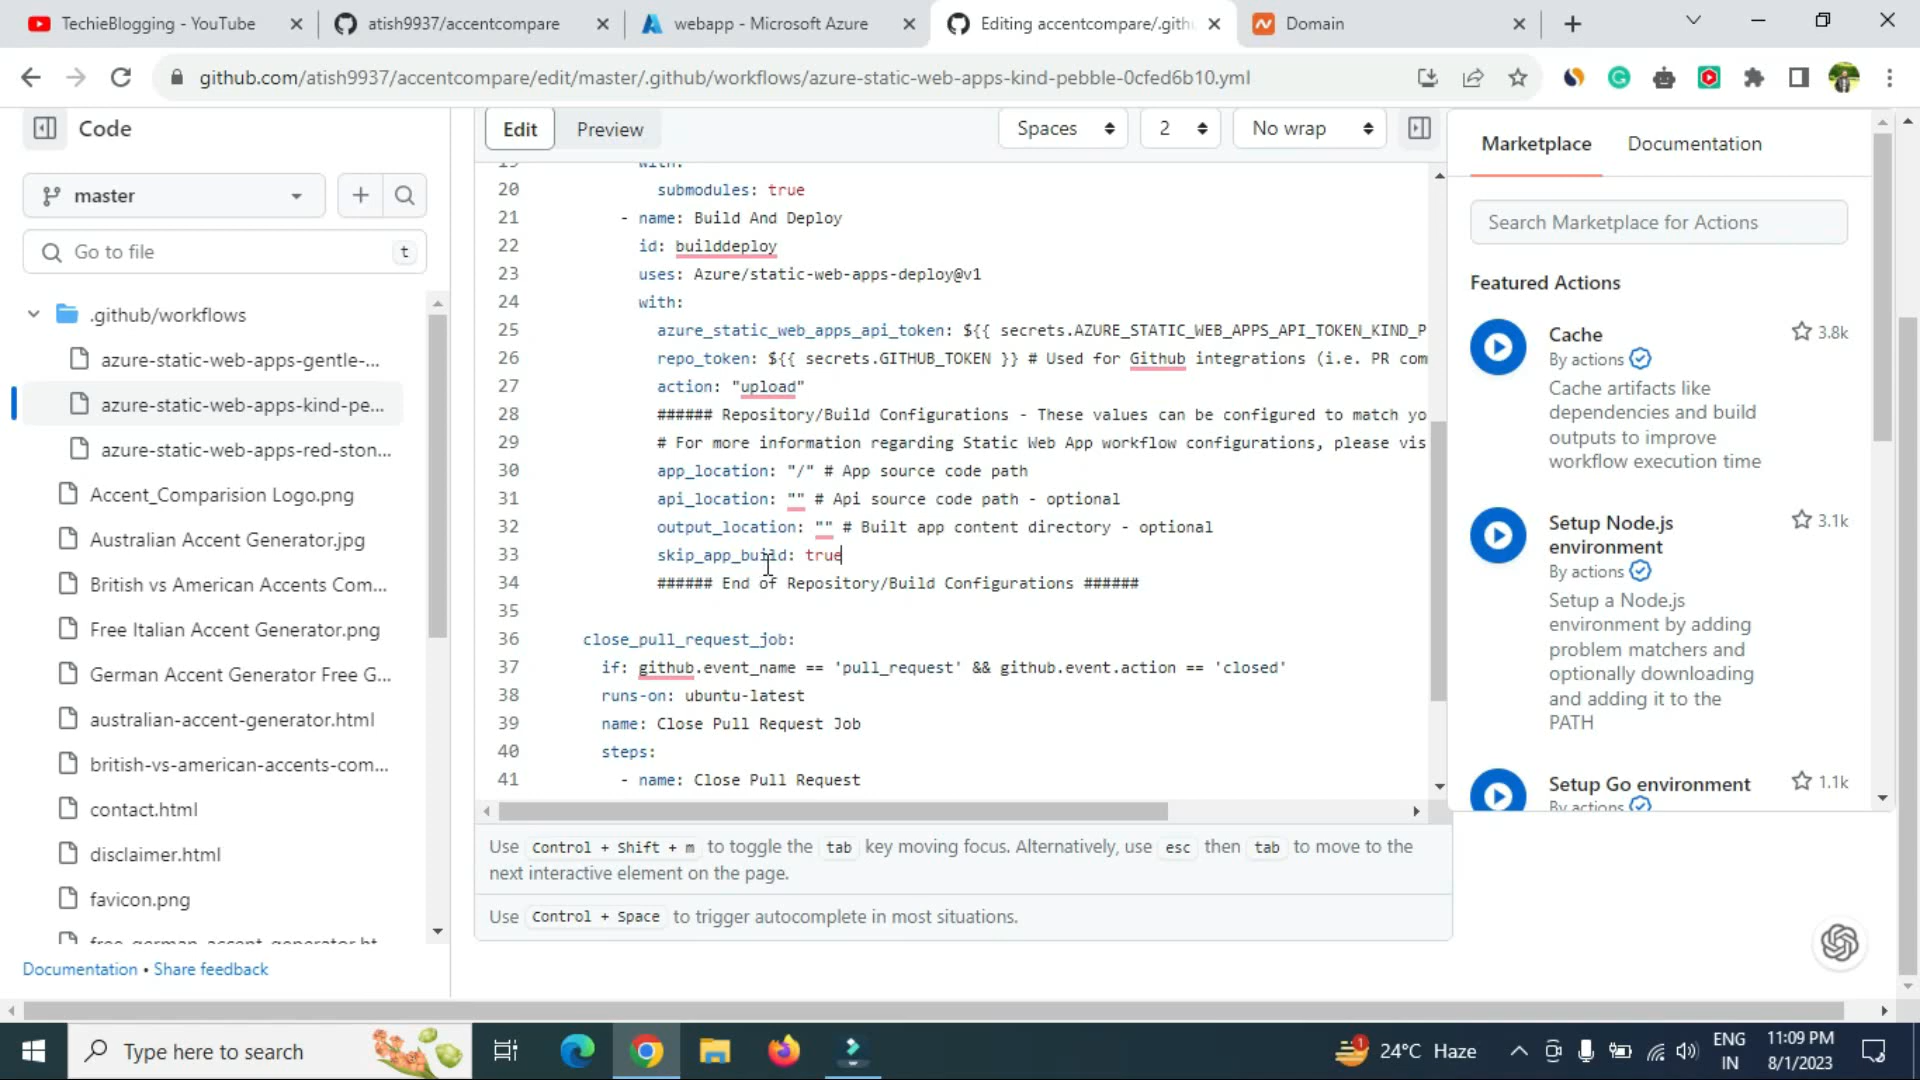 TechieBlogging - YouTube
atish9937/accentcompare
webapp - Microsoft Azure
Editing accentcompare/.gith
Domain
github.com/atish9937/accentcompare/edit/master/.github/workflows/azure-static-web-apps-kind-pebble-0cfed6b10.yml
Code
master
Go to file
t
.github/workflows
azure-static-web-apps-gentle-...
azure-static-web-apps-kind-pe...
azure-static-web-apps-red-ston...
Accent_Comparision Logo.png
Australian Accent Generator.jpg
British vs American Accents Com...
Free Italian Accent Generator.png
German Accent Generator Free G...
australian-accent-generator.html
british-vs-american-accents-com...
contact.html
disclaimer.html
favicon.png
free-german-accent-generator.ht
Documentation • Share feedback
Edit
Preview
Spaces
2
No wrap
19 with:
20 submodules: true
21 - name: Build And Deploy
22 id: builddeploy
23 uses: Azure/static-web-apps-deploy@v1
24 with:
25 azure_static_web_apps_api_token: ${{ secrets.AZURE_STATIC_WEB_APPS_API_TOKEN_KIND_P
26 repo_token: ${{ secrets.GITHUB_TOKEN }} # Used for Github integrations (i.e. PR com
27 action: "upload"
28 ###### Repository/Build Configurations - These values can be configured to match yo
29 # For more information regarding Static Web App workflow configurations, please vis
30 app_location: "/" # App source code path
31 api_location: "" # Api source code path - optional
32 output_location: "" # Built app content directory - optional
33 skip_app_build: true
34 ###### End of Repository/Build Configurations ######
35
36 close_pull_request_job:
37 if: github.event_name == 'pull_request' && github.event.action == 'closed'
38 runs-on: ubuntu-latest
39 name: Close Pull Request Job
40 steps:
41 - name: Close Pull Request
Use Control + Shift + m to toggle the tab key moving focus. Alternatively, use esc then tab to move to the
next interactive element on the page.
Use Control + Space to trigger autocomplete in most situations.
Marketplace
Documentation
Search Marketplace for Actions
Featured Actions
Cache
3.8k
By actions
Cache artifacts like
dependencies and build
outputs to improve
workflow execution time
Setup Node.js
environment
3.1k
By actions
Setup a Node.js
environment by adding
problem matchers and
optionally downloading
and adding it to the
PATH
Setup Go environment
1.1k
By actions
Type here to search
1
24°C Haze
ENG
IN
11:09 PM
8/1/2023